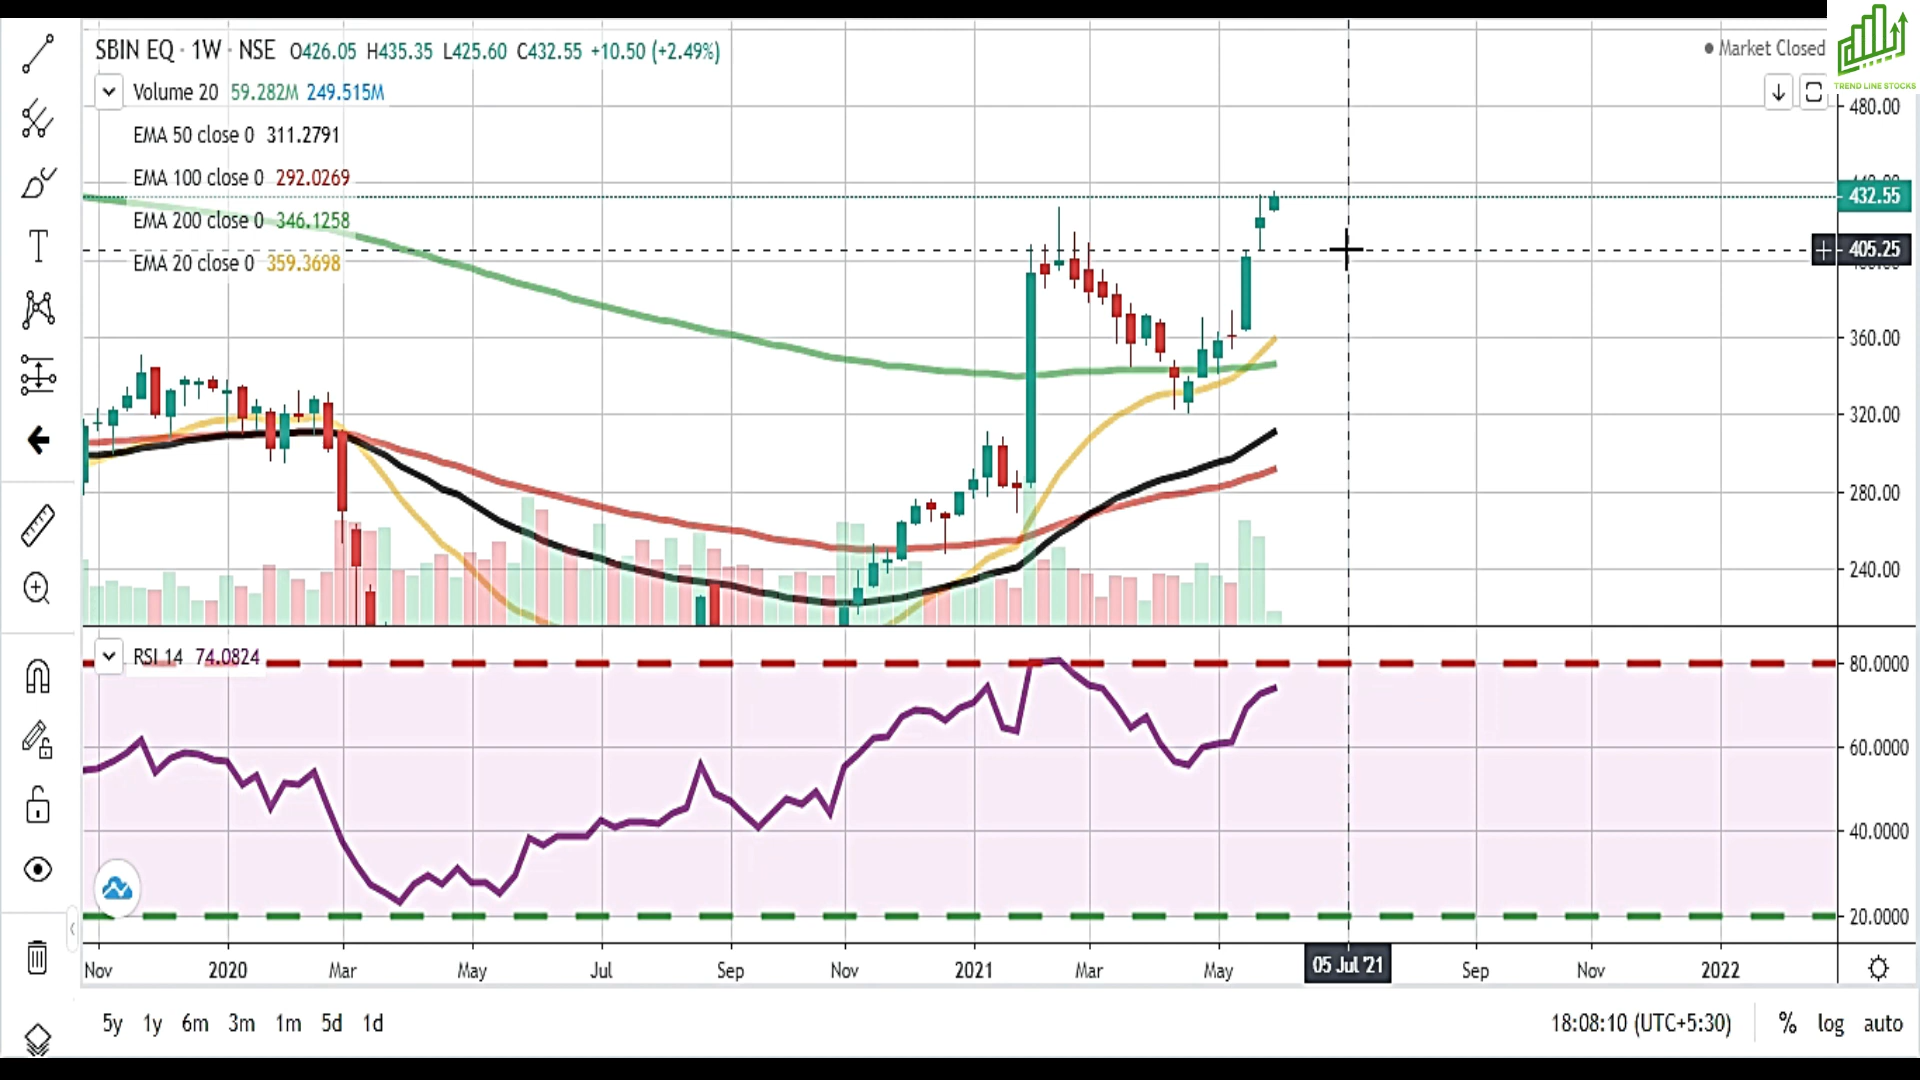 SBIN EQ · 1W · NSE O426.05 H435.35 L425.60 C432.55 +10.50 (+2.49%)
Market Closed
TREND LINE STOCKS
Volume 20 59.282M 249.515M
EMA 50 close 0 311.2791
EMA 100 close 0 292.0269
EMA 200 close 0 346.1258
EMA 20 close 0 359.3698
480.00
432.55
405.25
360.00
320.00
280.00
240.00
RSI 14 74.0824
80.0000
60.0000
40.0000
20.0000
Nov 2020 Mar May Jul Sep Nov 2021 Mar May 05 Jul '21 Sep Nov 2022
5y 1y 6m 3m 1m 5d 1d
18:08:10 (UTC+5:30) % log auto